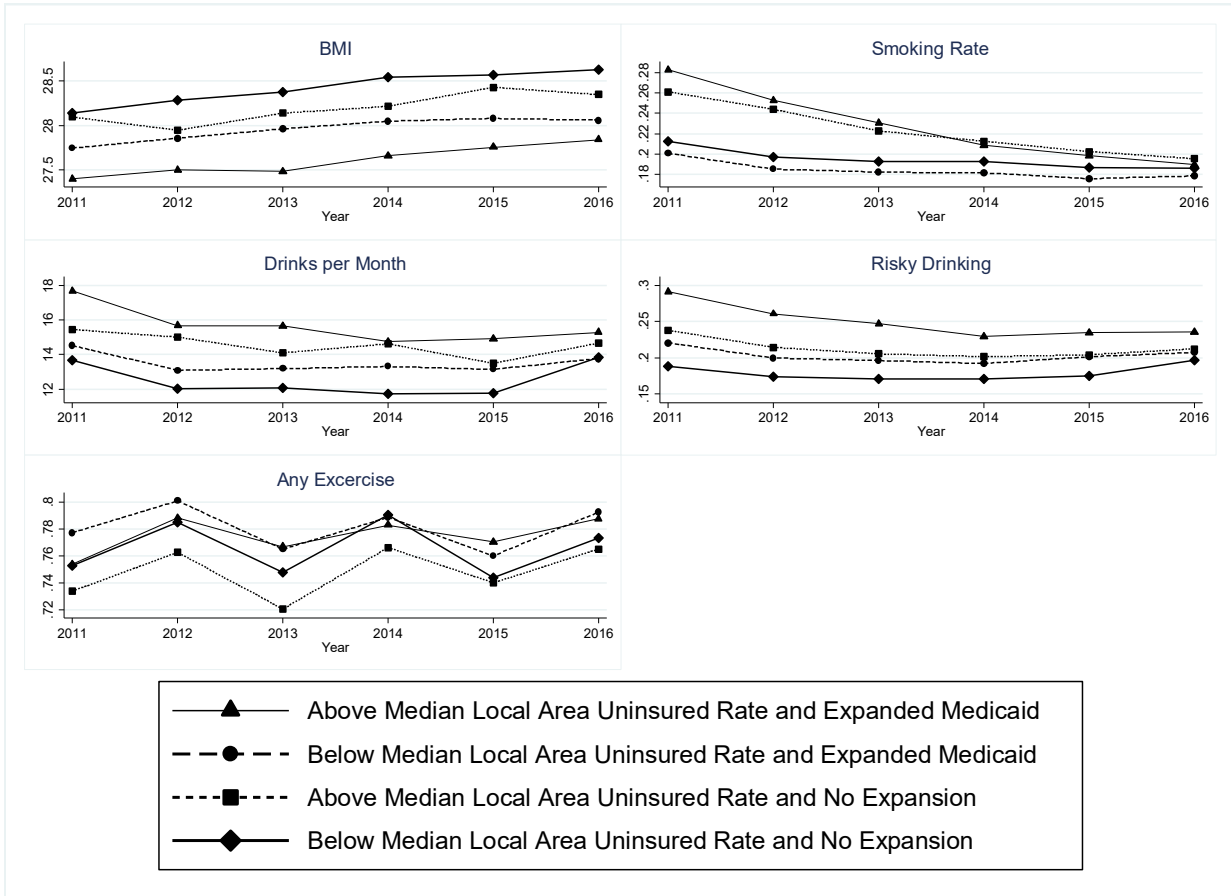 BMI
28.5
28
27.5
2011 2012 2013 2014 2015 2016
Year
Smoking Rate
.28
.26
.24
.22
.2
.18
2011 2012 2013 2014 2015 2016
Year
Drinks per Month
18
16
14
12
2011 2012 2013 2014 2015 2016
Year
Risky Drinking
.3
.25
.2
.15
2011 2012 2013 2014 2015 2016
Year
Any Excercise
.8
.78
.76
.74
.72
2011 2012 2013 2014 2015 2016
Year
Above Median Local Area Uninsured Rate and Expanded Medicaid
Below Median Local Area Uninsured Rate and Expanded Medicaid
Above Median Local Area Uninsured Rate and No Expansion
Below Median Local Area Uninsured Rate and No Expansion